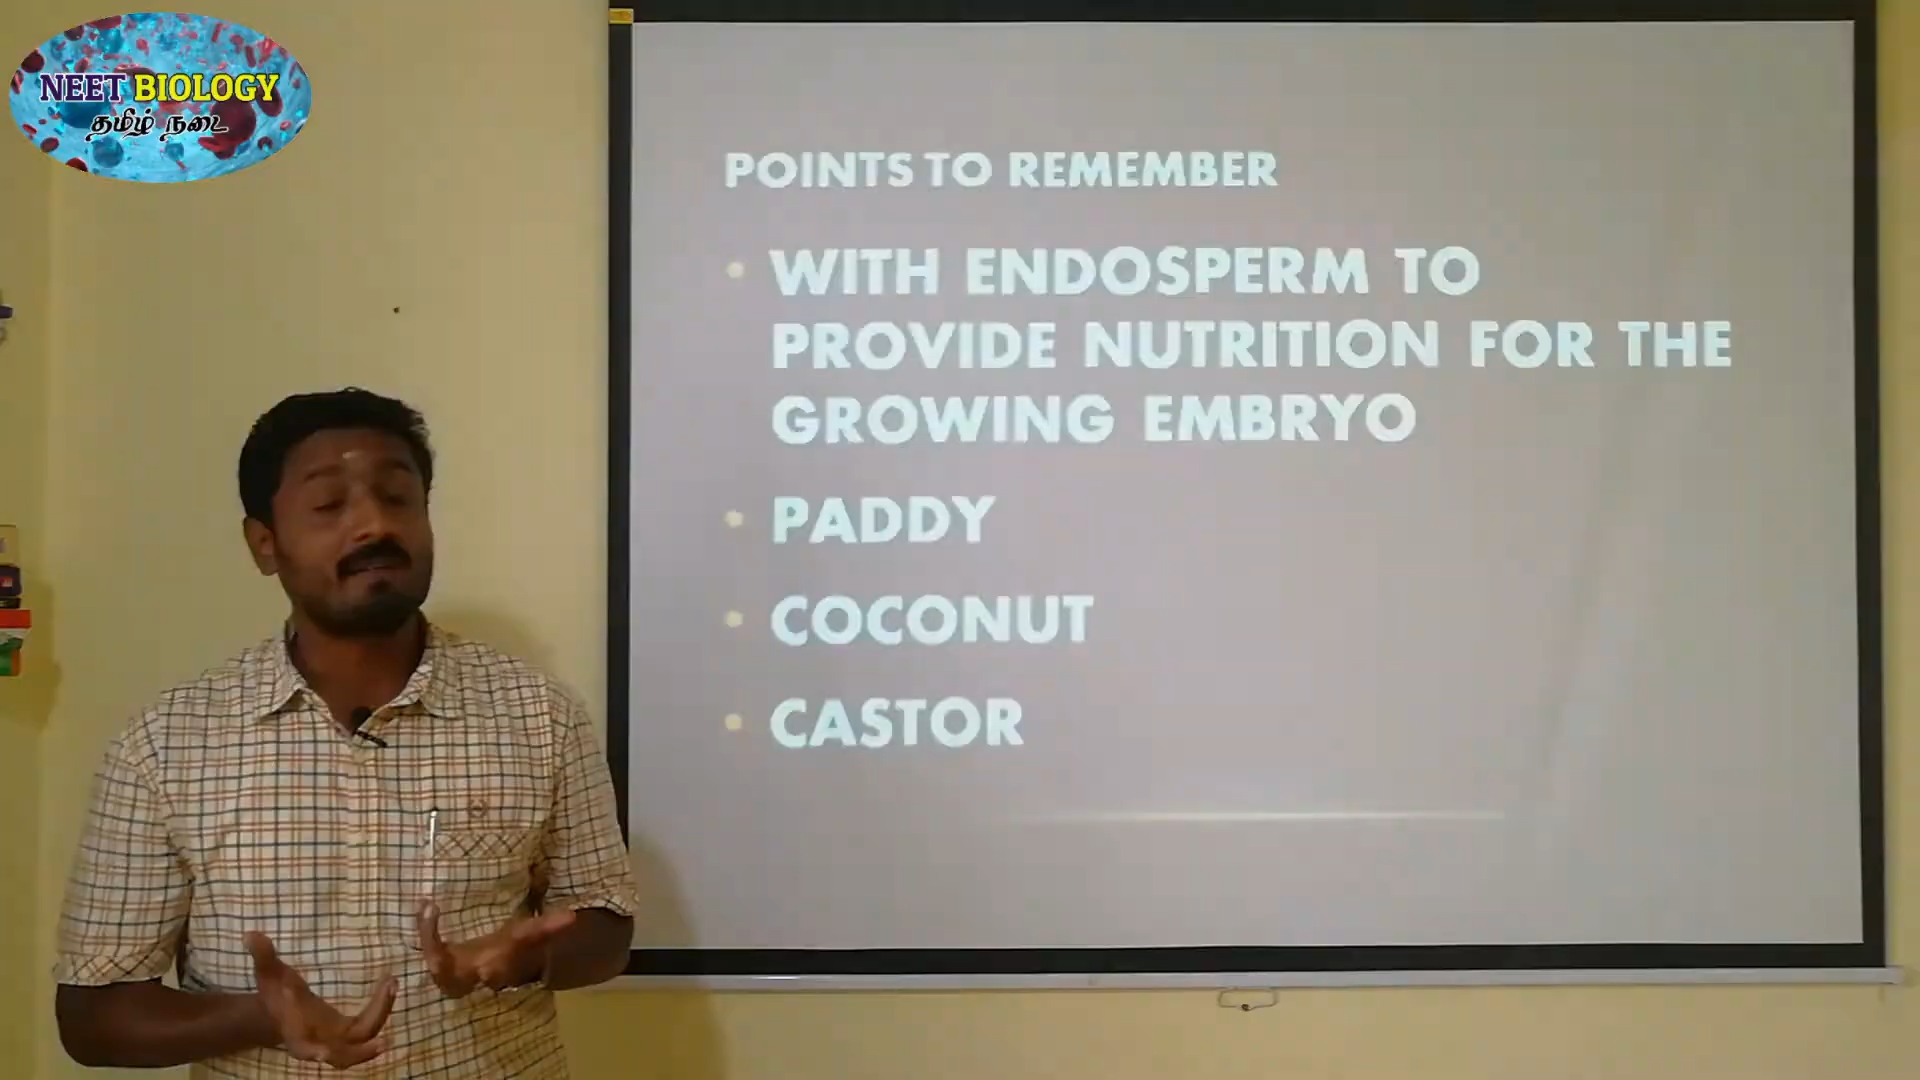 NEET BIOLOGY
தமிழ் நடை
POINTS TO REMEMBER
• WITH ENDOSPERM TO
PROVIDE NUTRITION FOR THE
GROWING EMBRYO
• PADDY
• COCONUT
• CASTOR